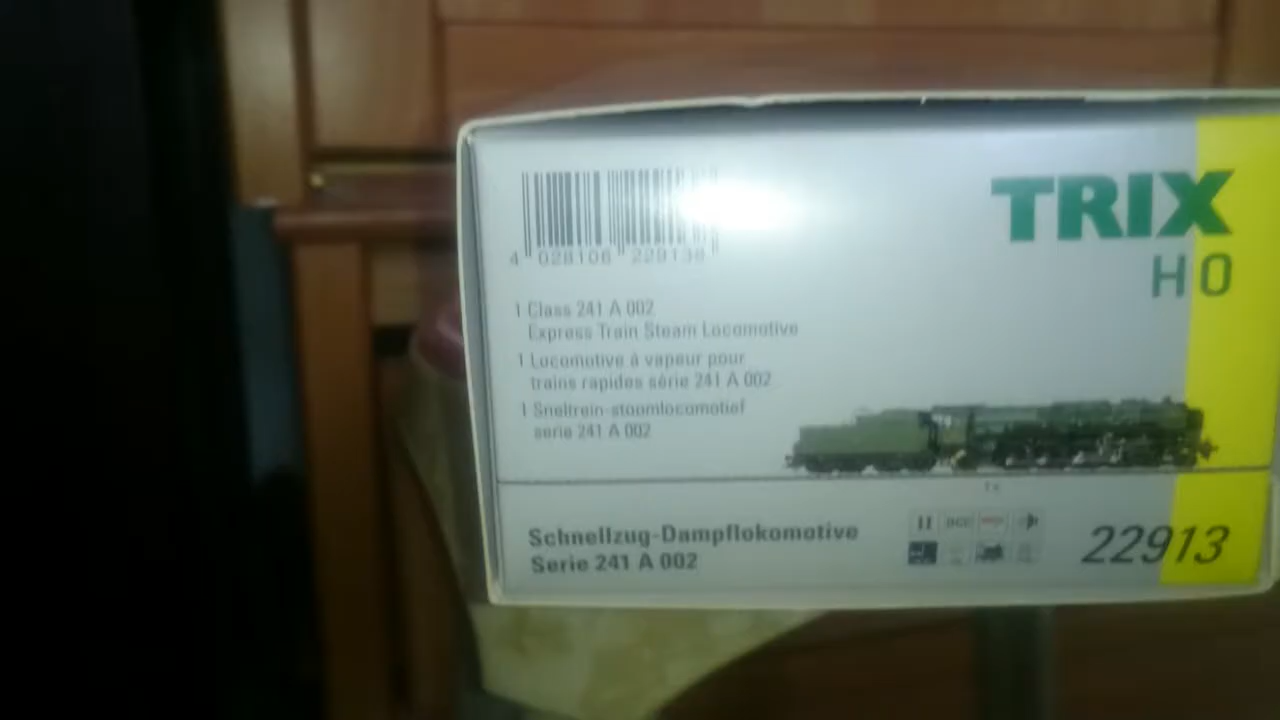 TRIX
H0
4 028106 229138
1 Class 241 A 002
Express Train Steam Locomotive
1 Locomotive à vapeur pour
trains rapides série 241 A 002
1 Sneltrein-stoomlocomotief
serie 241 A 002
Schnellzug-Dampflokomotive
Serie 241 A 002
DCC
22913